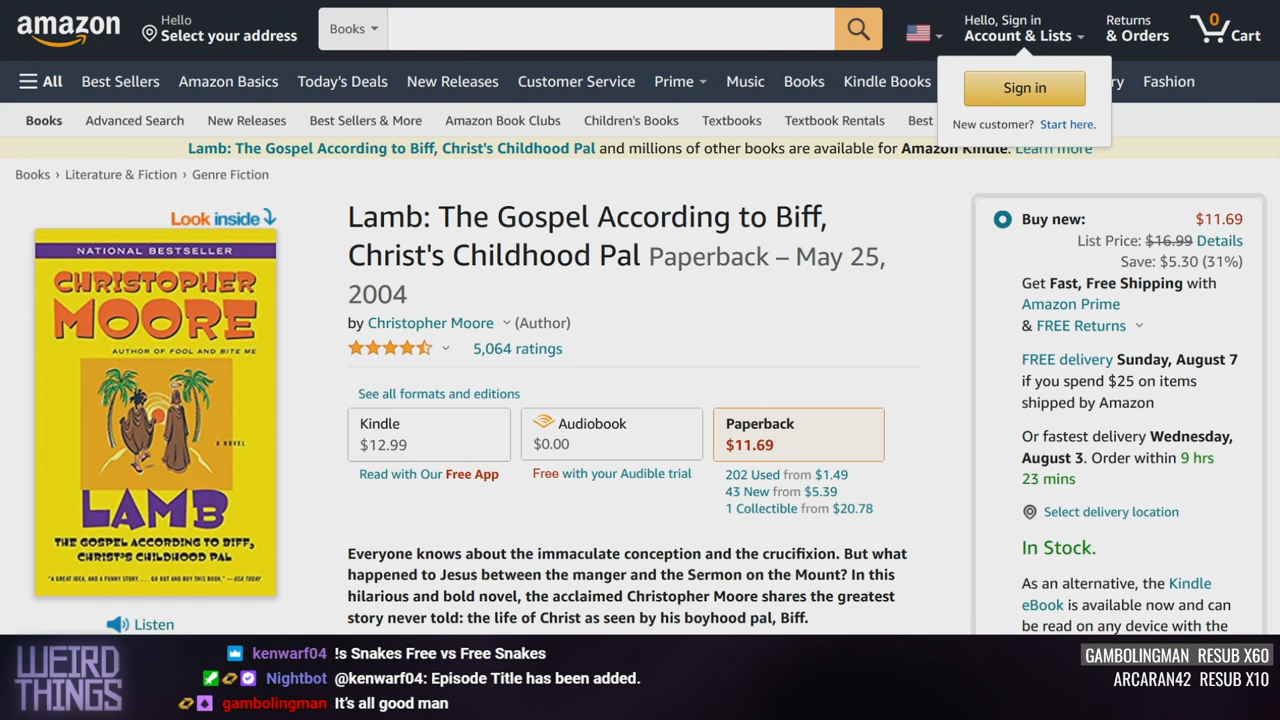 amazon
Hello
Select your address
Books
Hello, Sign in
Account & Lists
Returns
& Orders
0
Cart
All
Best Sellers
Amazon Basics
Today's Deals
New Releases
Customer Service
Prime
Music
Books
Kindle Books
ry
Fashion
Sign in
New customer? Start here.
Books
Advanced Search
New Releases
Best Sellers & More
Amazon Book Clubs
Children's Books
Textbooks
Textbook Rentals
Best
Lamb: The Gospel According to Biff, Christ's Childhood Pal and millions of other books are available for Amazon Kindle. Learn more
Books › Literature & Fiction › Genre Fiction
Look inside
NATIONAL BESTSELLER
CHRISTOPHER
MOORE
AUTHOR OF FOOL AND BITE ME
A NOVEL
LAMB
THE GOSPEL ACCORDING TO BIFF,
CHRIST'S CHILDHOOD PAL
"A GREAT IDEA, AND A FUNNY STORY. . . . GO OUT AND BUY THIS BOOK." —USA TODAY
Listen
Lamb: The Gospel According to Biff,
Christ's Childhood Pal Paperback – May 25,
2004
by Christopher Moore (Author)
5,064 ratings
See all formats and editions
Kindle
$12.99
Read with Our Free App
Audiobook
$0.00
Free with your Audible trial
Paperback
$11.69
202 Used from $1.49
43 New from $5.39
1 Collectible from $20.78
Everyone knows about the immaculate conception and the crucifixion. But what
happened to Jesus between the manger and the Sermon on the Mount? In this
hilarious and bold novel, the acclaimed Christopher Moore shares the greatest
story never told: the life of Christ as seen by his boyhood pal, Biff.
Buy new:
$11.69
List Price: $16.99 Details
Save: $5.30 (31%)
Get Fast, Free Shipping with
Amazon Prime
& FREE Returns
FREE delivery Sunday, August 7
if you spend $25 on items
shipped by Amazon
Or fastest delivery Wednesday,
August 3. Order within 9 hrs
23 mins
Select delivery location
In Stock.
As an alternative, the Kindle
eBook is available now and can
be read on any device with the
WEIRD
THINGS
kenwarf04 !s Snakes Free vs Free Snakes
Nightbot @kenwarf04: Episode Title has been added.
gambolingman It's all good man
GAMBOLINGMAN RESUB X60
ARCARAN42 RESUB X10